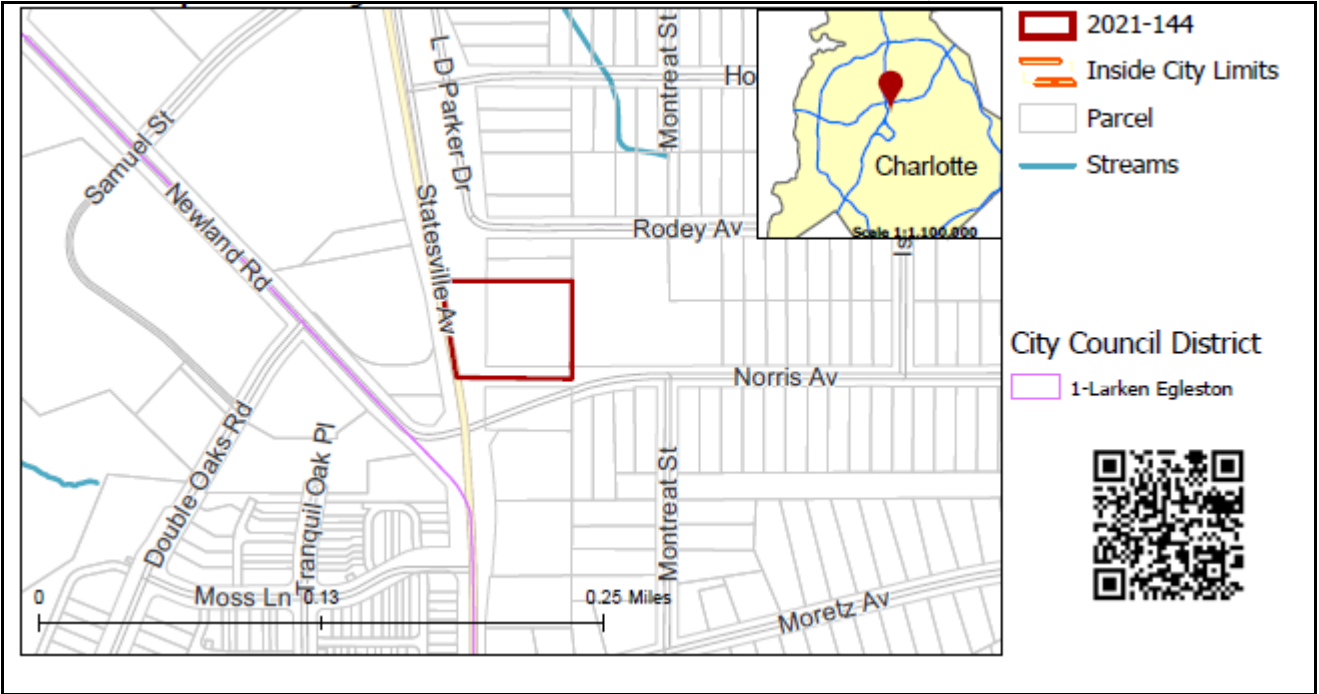 2021-144
Inside City Limits
Parcel
Streams
City Council District
1-Larken Egleston
Charlotte
Scale 1:1,100,000
Samuel St
Newland Rd
L D Parker Dr
Statesville Av
Montreat St
Ho
Rodey Av
Isl
Norris Av
Double Oaks Rd
Tranquil Oak Pl
Montreat St
Moss Ln
Moretz Av
0
0.13
0.25 Miles